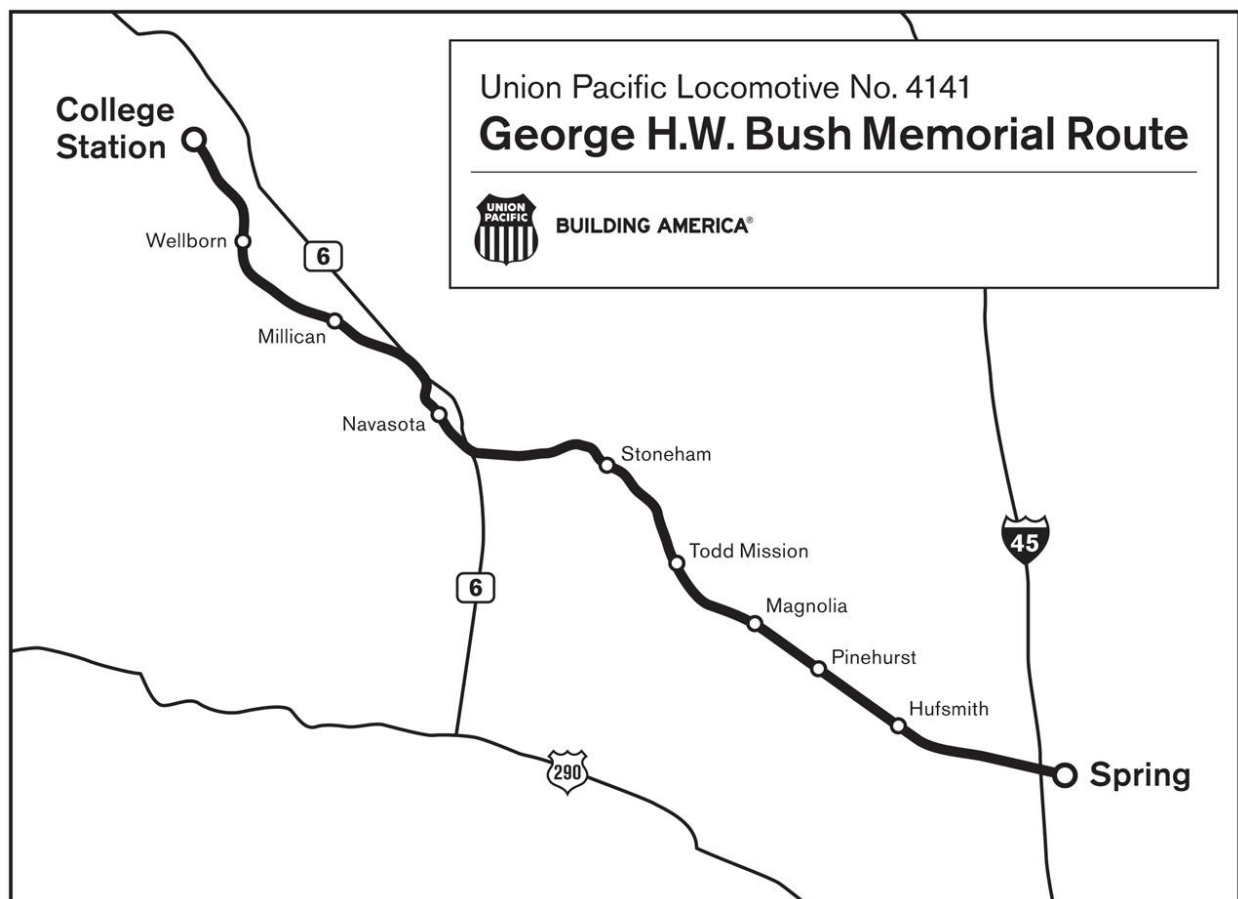 Union Pacific Locomotive No. 4141
George H.W. Bush Memorial Route
UNION
PACIFIC
BUILDING AMERICA®
College
Station
Wellborn
6
Millican
Navasota
Stoneham
45
Todd Mission
6
Magnolia
Pinehurst
Hufsmith
290
Spring